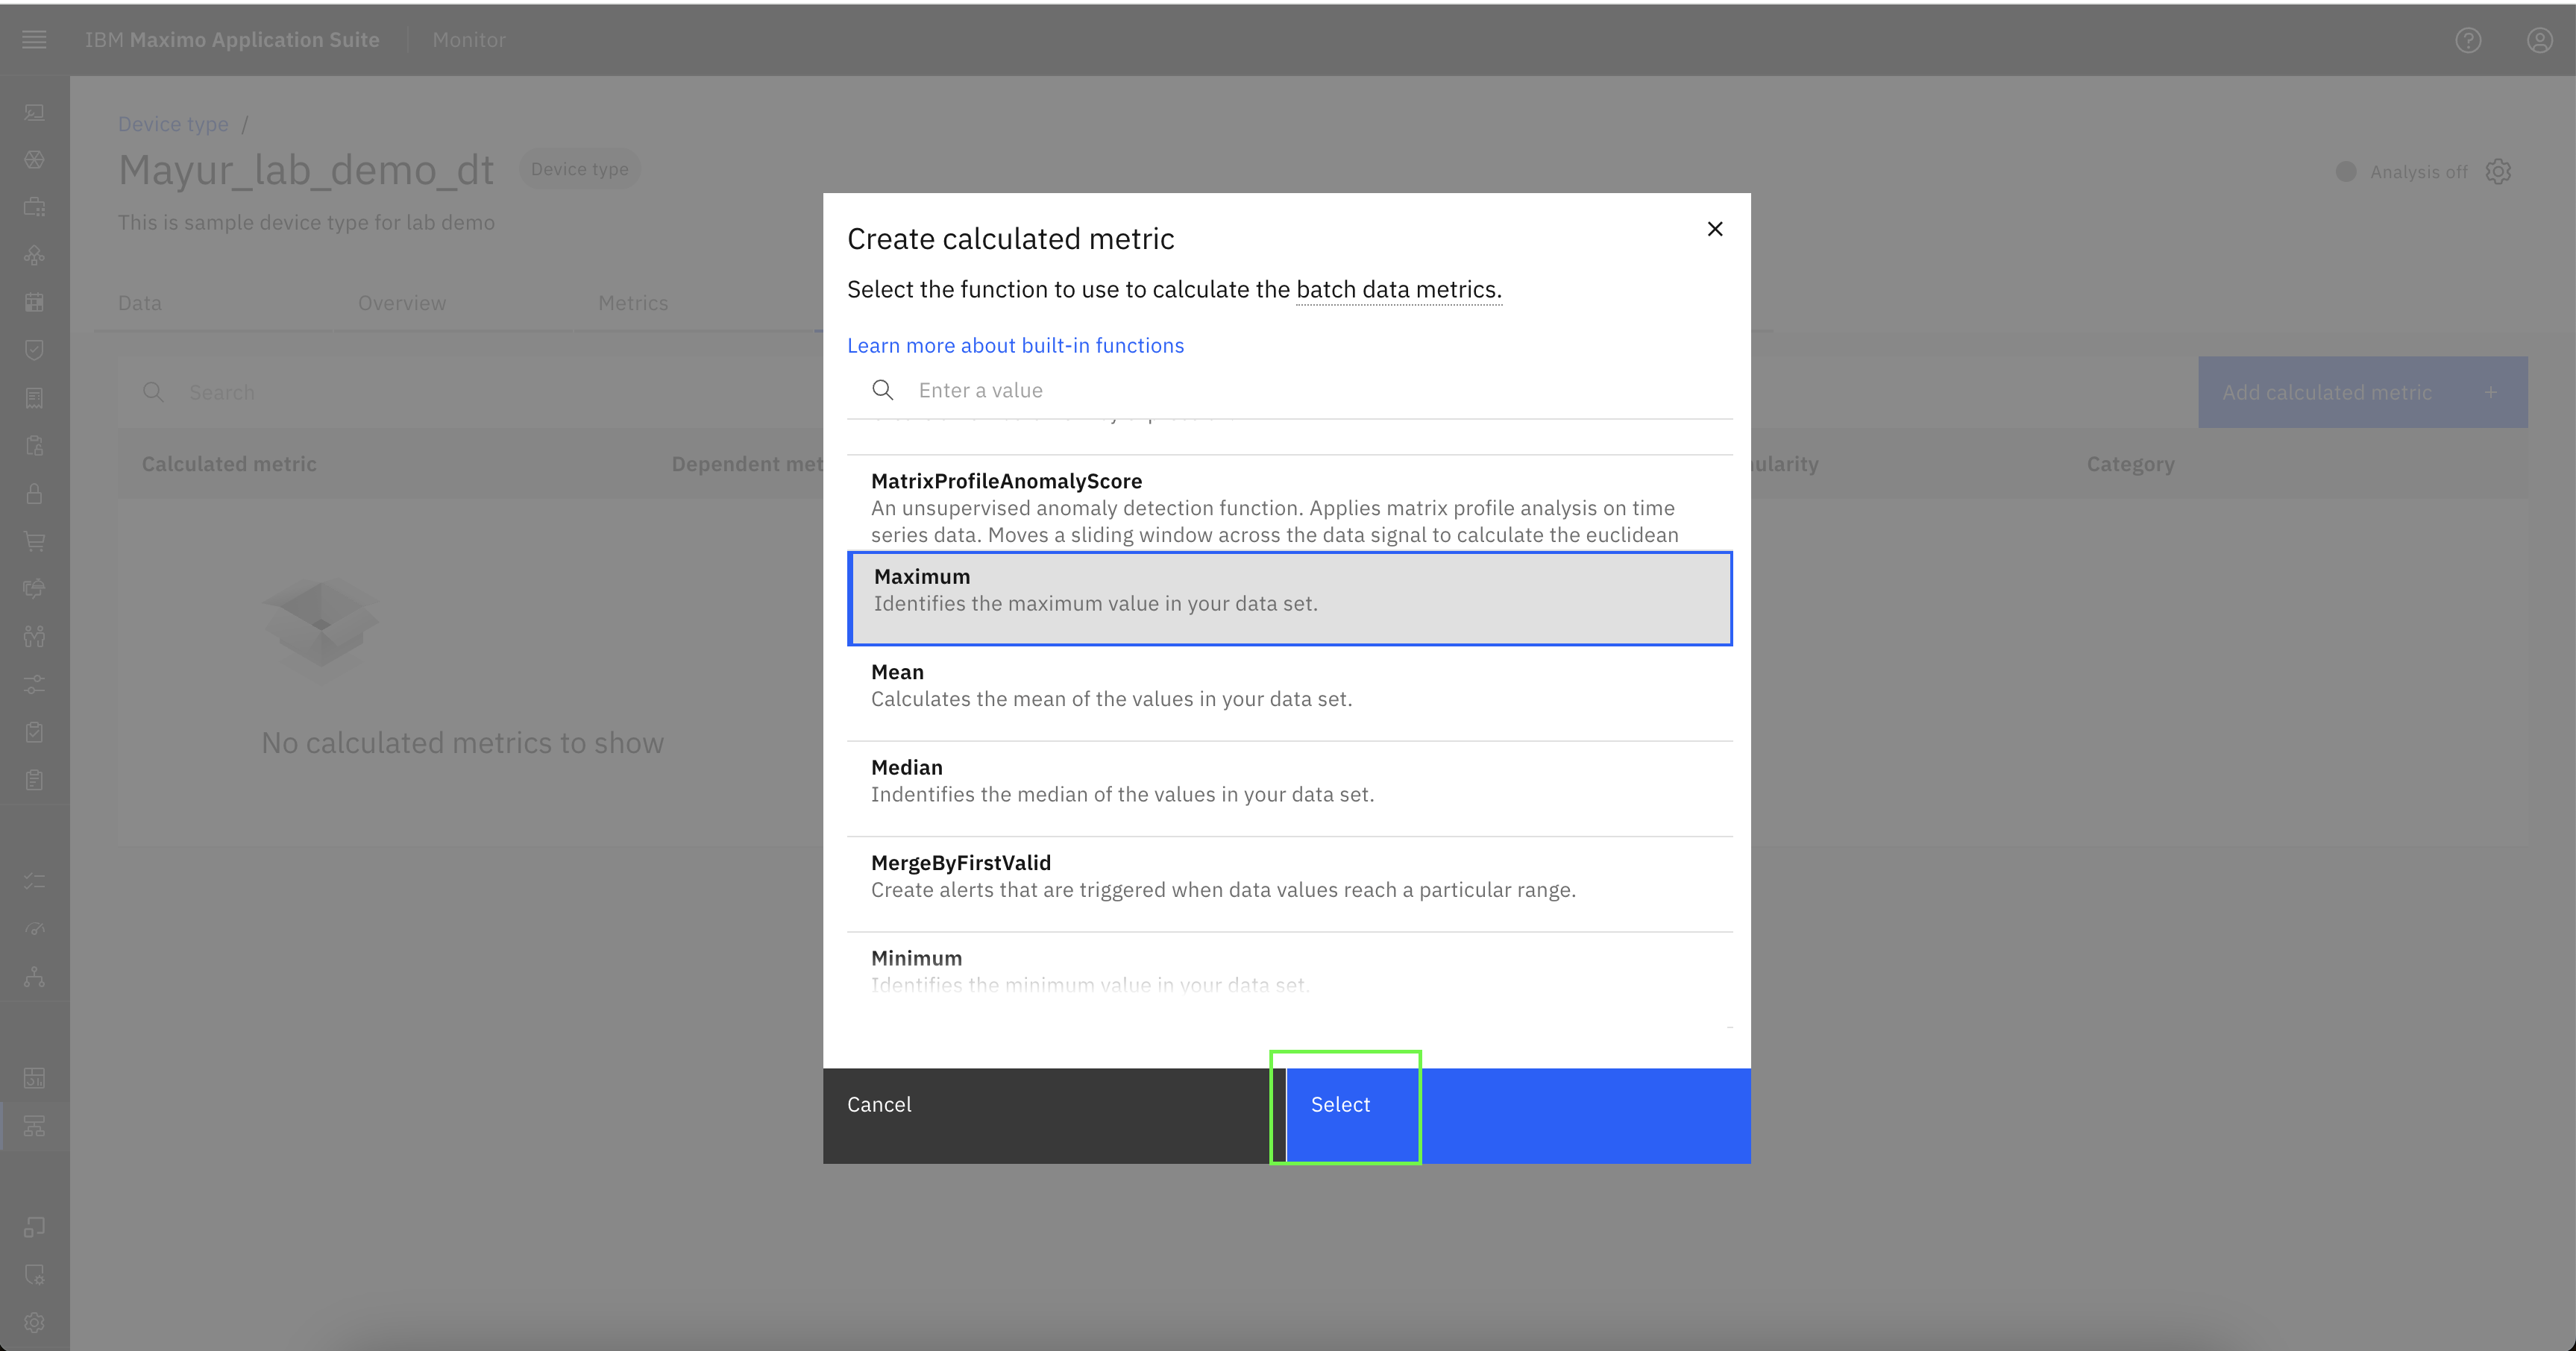 IBM Maximo Application Suite
Monitor
Device type /
Mayur_lab_demo_dt
Device type
Analysis off
This is sample device type for lab demo
Data
Overview
Metrics
Search
Add calculated metric +
Calculated metric
Dependent met
ularity
Category
No calculated metrics to show
Create calculated metric
Select the function to use to calculate the batch data metrics.
Learn more about built-in functions
Enter a value
MatrixProfileAnomalyScore
An unsupervised anomaly detection function. Applies matrix profile analysis on time
series data. Moves a sliding window across the data signal to calculate the euclidean
Maximum
Identifies the maximum value in your data set.
Mean
Calculates the mean of the values in your data set.
Median
Indentifies the median of the values in your data set.
MergeByFirstValid
Create alerts that are triggered when data values reach a particular range.
Minimum
Identifies the minimum value in your data set.
Cancel
Select